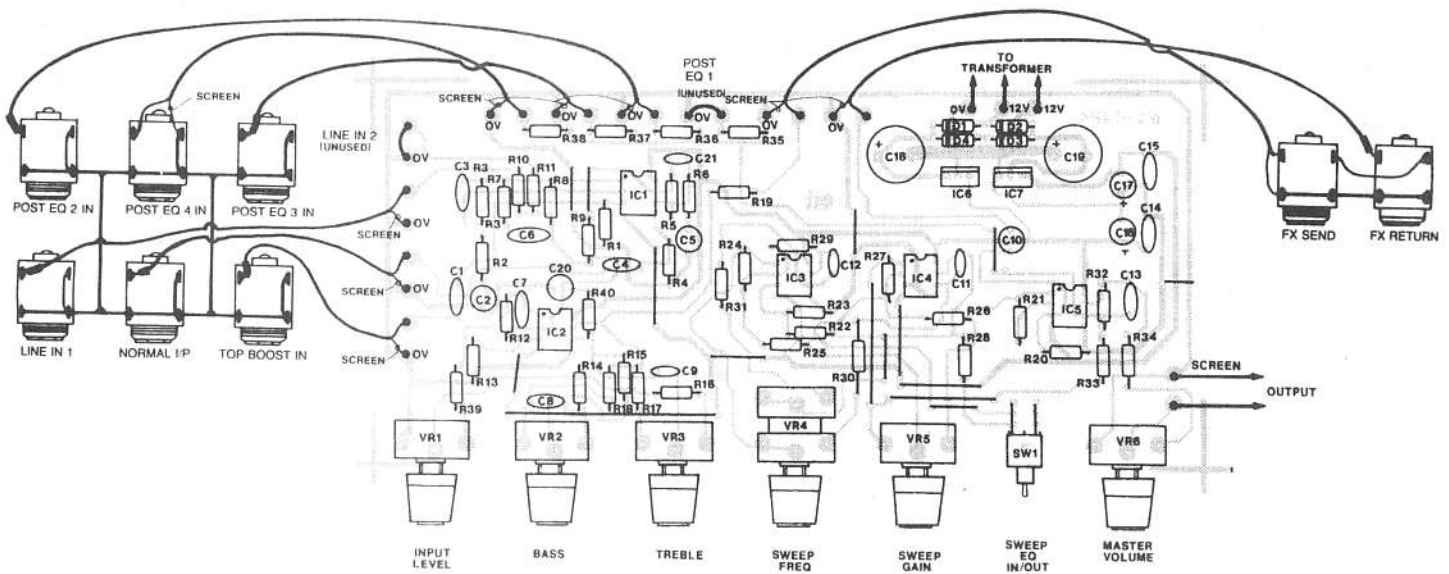 POST
EQ 1
(UNUSED)
TO
TRANSFORMER
0V 12V 12V
SCREEN
SCREEN
SCREEN
0V 0V 0V 0V 0V 0V
R38 R37 R36 R35
D1 D2
D4 D3
LINE IN 2
(UNUSED)
0V
POST EQ 2 IN
POST EQ 4 IN
POST EQ 3 IN
C3 R3 R7 R10 R11 R8
IC1
C21
R6
R19
C18
C19
IC6 IC7
C15
C17
+
+
+
R3
C6
R9
R1
R5
C5
R24
R29
C10
C16
C14
FX SEND
FX RETURN
SCREEN
0V
R2
C4
R4
R31
IC3
C12
R27
IC4
C11
C1
C2
C7
C20
R40
R12
IC2
R23
R22
R25
R26
R28
R21
IC5
R32
C13
R20
R33
R34
SCREEN
0V
LINE IN 1
NORMAL I/P
TOP BOOST IN
SCREEN
0V
R13
R39
R14
R15
C9
R16
R18
R17
C8
R30
SCREEN
OUTPUT
VR1
VR2
VR3
VR4
VR5
SW1
VR6
INPUT
LEVEL
BASS
TREBLE
SWEEP
FREQ
SWEEP
GAIN
SWEEP
EQ
IN/OUT
MASTER
VOLUME